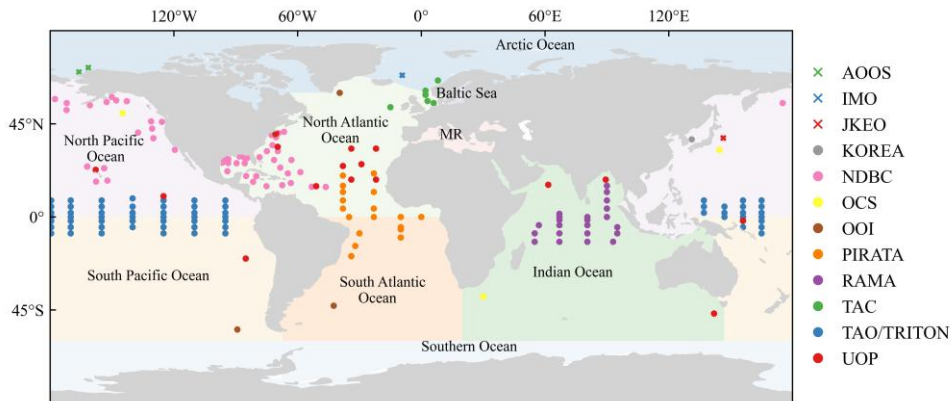 120°W 60°W 0° 60°E 120°E
Arctic Ocean
Baltic Sea
45°N
North Pacific
Ocean
North Atlantic
Ocean
MR
0°
South Pacific Ocean
South Atlantic
Ocean
Indian Ocean
45°S
Southern Ocean
AOOS
IMO
JKEO
KOREA
NDBC
OCS
OOI
PIRATA
RAMA
TAC
TAO/TRITON
UOP